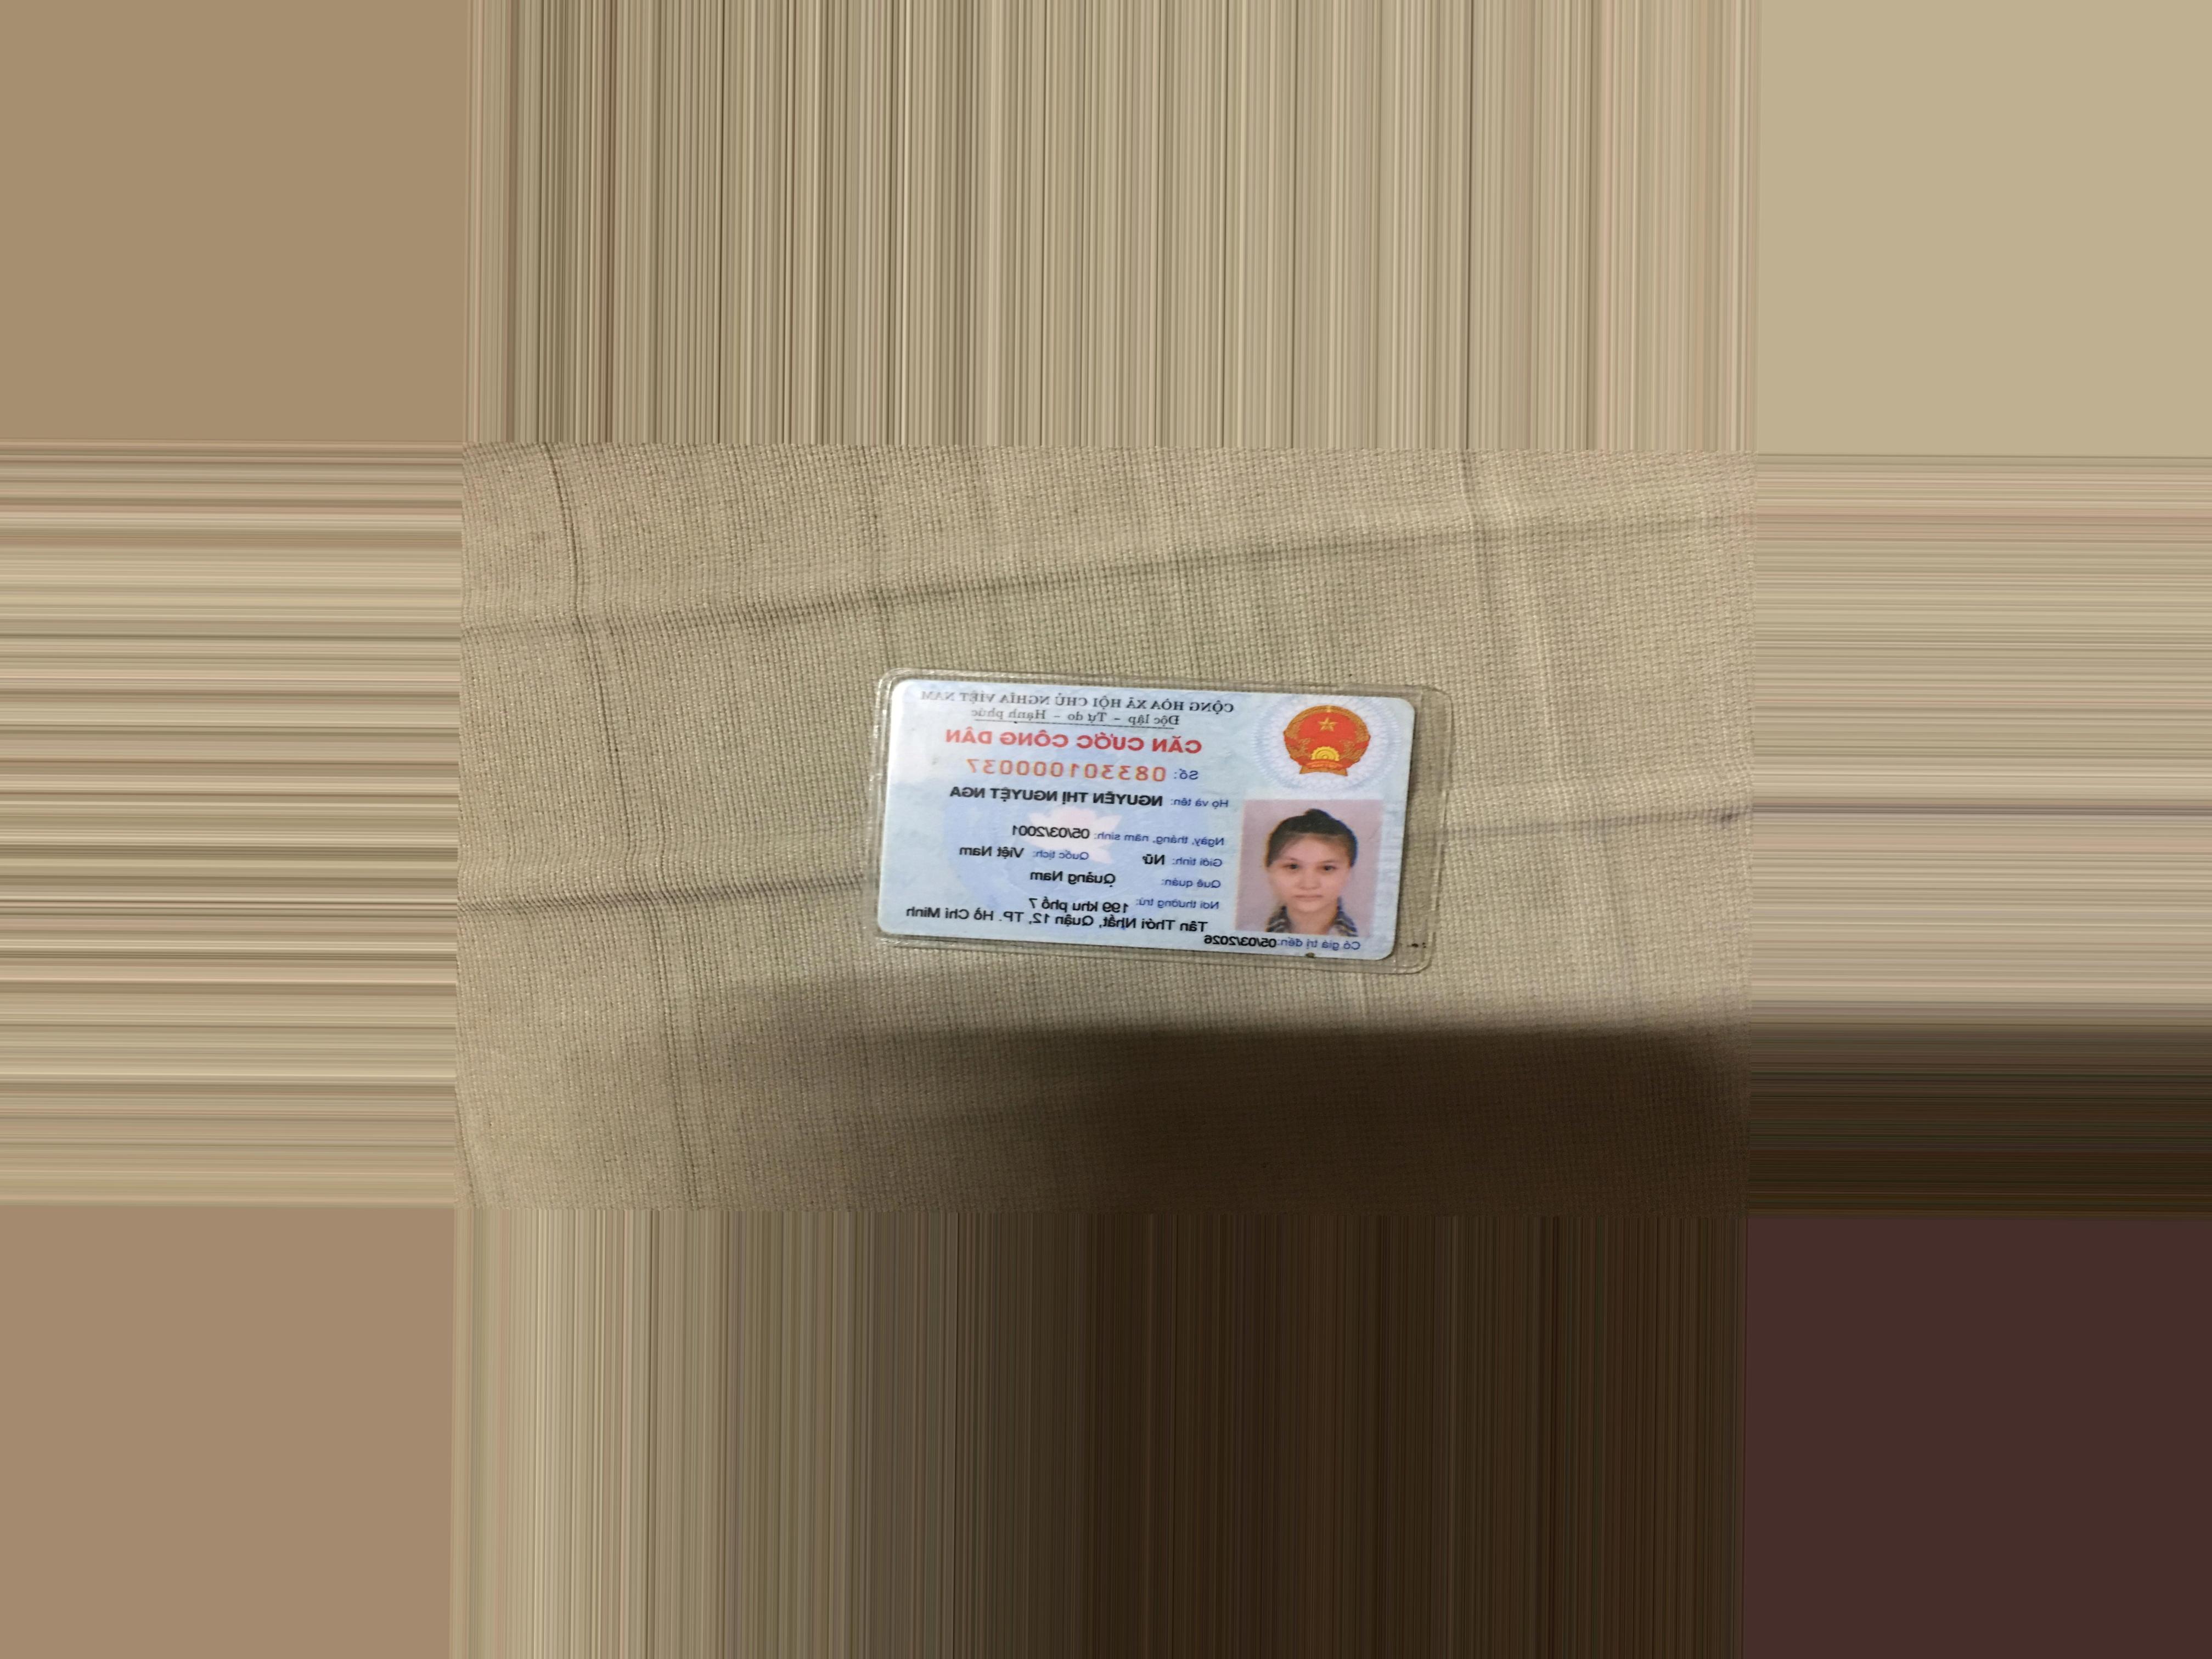 CỘNG HÒA XÃ HỘI CHỦ NGHĨA VIỆT NAM
Độc lập - Tự do - Hạnh phúc
CĂN CƯỚC CÔNG DÂN
Số: 083301000037
Họ và tên: NGUYỄN THỊ NGUYỆT NGA
Ngày, tháng, năm sinh: 05/03/2001
Giới tính: Nữ Quốc tịch: Việt Nam
Quê quán: Quảng Nam
Nơi thường trú: 199 khu phố 7
Tân Thới Nhất, Quận 12, TP. Hồ Chí Minh
Có giá trị đến: 05/03/2026